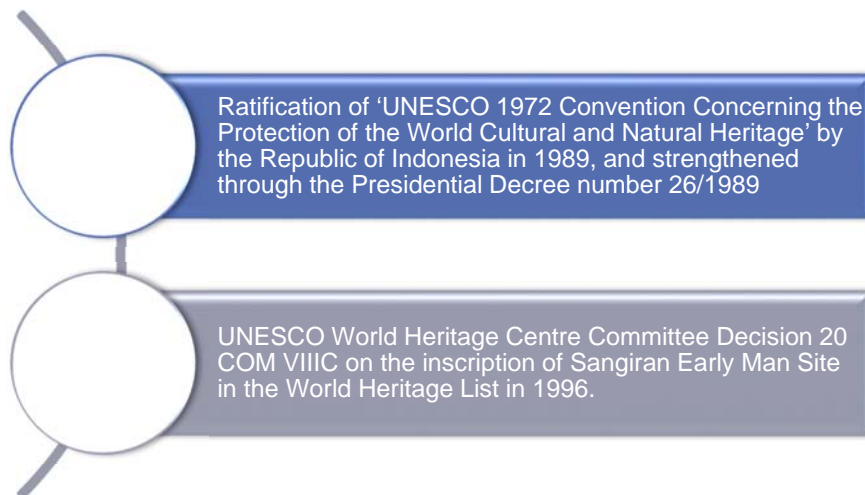 Ratification of ‘UNESCO 1972 Convention Concerning the
Protection of the World Cultural and Natural Heritage’ by
the Republic of Indonesia in 1989, and strengthened
through the Presidential Decree number 26/1989
UNESCO World Heritage Centre Committee Decision 20
COM VIIIC on the inscription of Sangiran Early Man Site
in the World Heritage List in 1996.